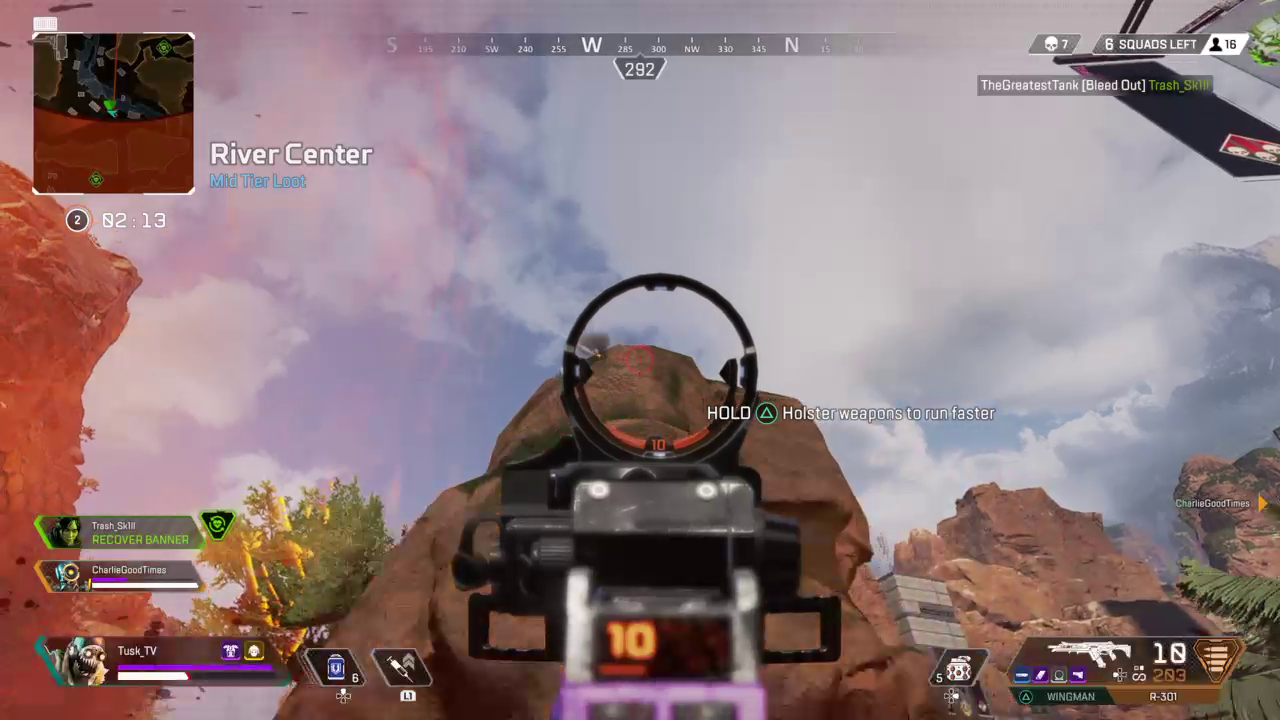 S 195 210 SW 240 255 W 285 300 NW 330 345 N 15
292
7
6 SQUADS LEFT 16
TheGreatestTank [Bleed Out] Trash_Sk1ll
River Center
Mid Tier Loot
2 02:13
HOLD Holster weapons to run faster
10
CharlieGoodTimes
Trash_Sk1ll
RECOVER BANNER
CharlieGoodTimes
10
Tusk_TV
6
L1
5
10
203
WINGMAN
R-301